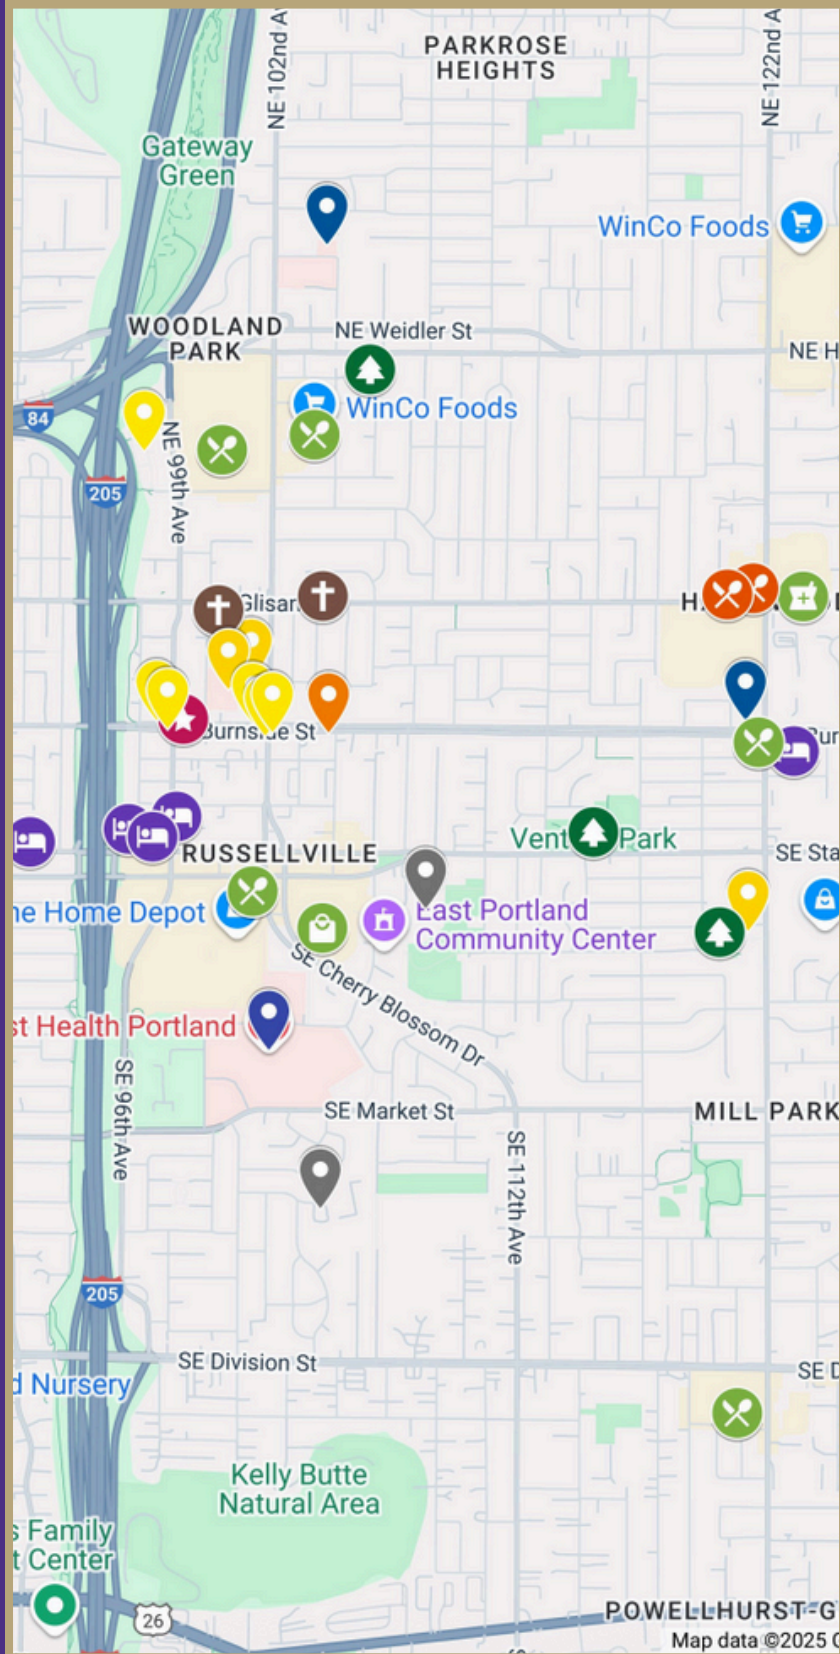 PARKROSE
HEIGHTS
NE 102nd A
NE 122nd A
Gateway
Green
WinCo Foods
WOODLAND
PARK
NE Weidler St
NE H
WinCo Foods
84
NE 99th Ave
205
Glisan
H
Burnside St
Bur
RUSSELLVILLE
Vent Park
SE Sta
ne Home Depot
East Portland
Community Center
SE Cherry Blossom Dr
st Health Portland
SE 96th Ave
SE Market St
MILL PARK
SE 112th Ave
205
SE Division St
SE D
d Nursery
Kelly Butte
Natural Area
s Family
t Center
26
POWELLHURST-G
Map data ©2025